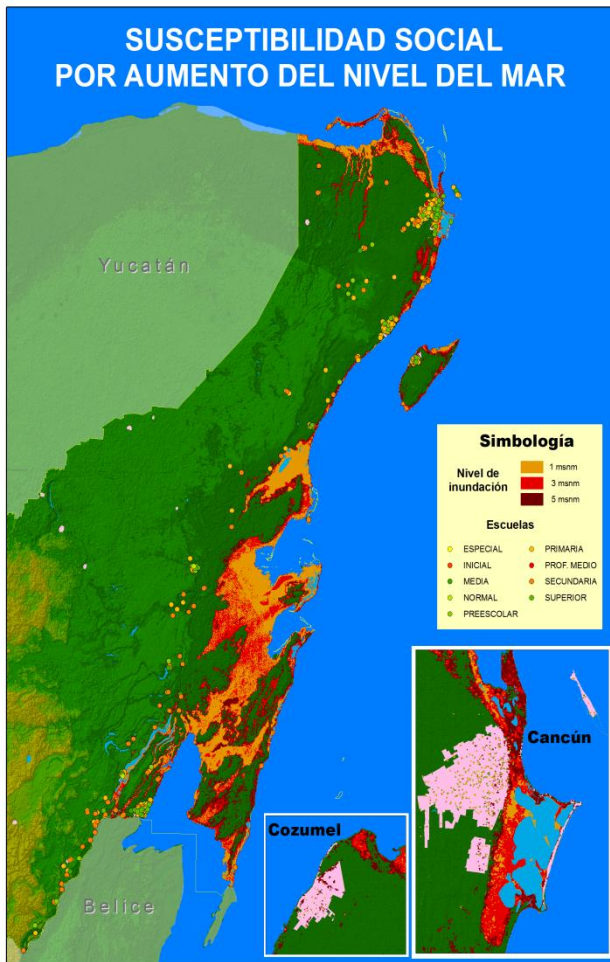 SUSCEPTIBILIDAD SOCIAL
POR AUMENTO DEL NIVEL DEL MAR
Yucatán
Simbología
Nivel de
inundación
1 msnm
3 msnm
5 msnm
Escuelas
ESPECIAL
PRIMARIA
INICIAL
PROF. MEDIO
MEDIA
SECUNDARIA
NORMAL
SUPERIOR
PREESCOLAR
Cancún
Cozumel
Belice